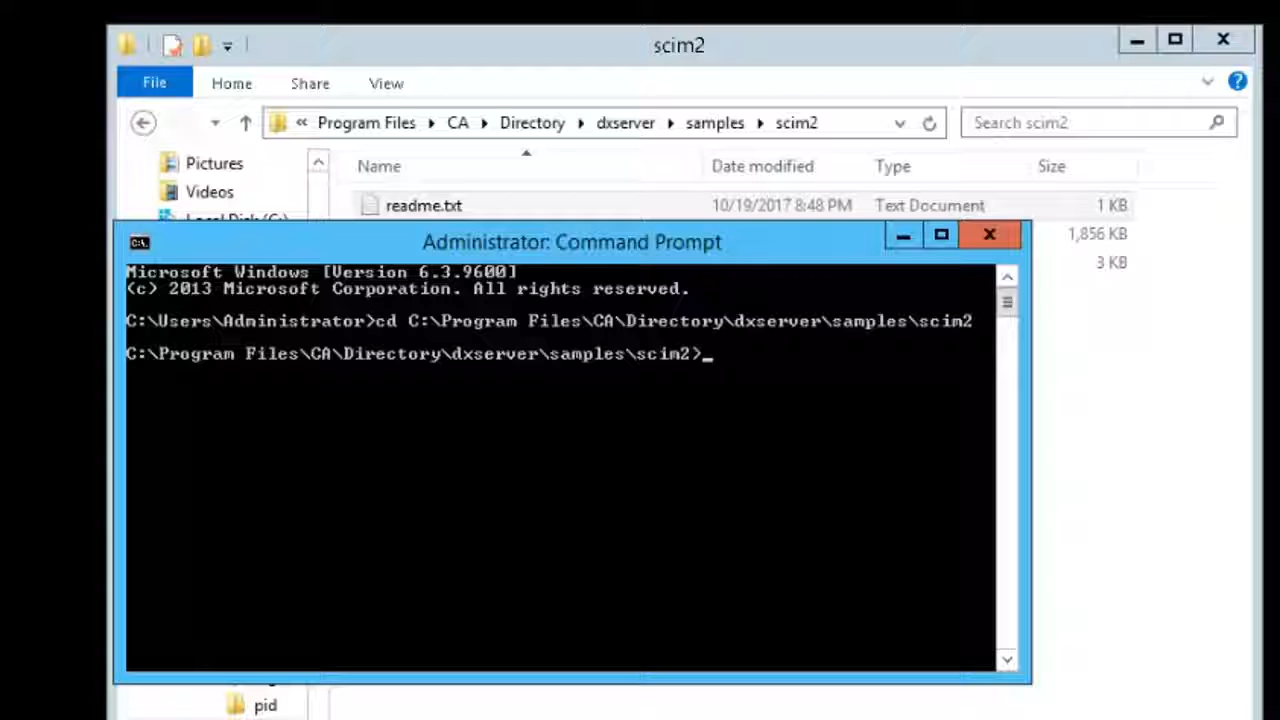 scim2
File Home Share View
« Program Files CA Directory dxserver samples scim2
Search scim2
Pictures
Videos
Local Disk (C:)
Name Date modified Type Size
readme.txt 10/19/2017 8:48 PM Text Document 1 KB
1,856 KB
3 KB
Administrator: Command Prompt
Microsoft Windows [Version 6.3.9600]
(c) 2013 Microsoft Corporation. All rights reserved.
C:\Users\Administrator>cd C:\Program Files\CA\Directory\dxserver\samples\scim2
C:\Program Files\CA\Directory\dxserver\samples\scim2>_
pid